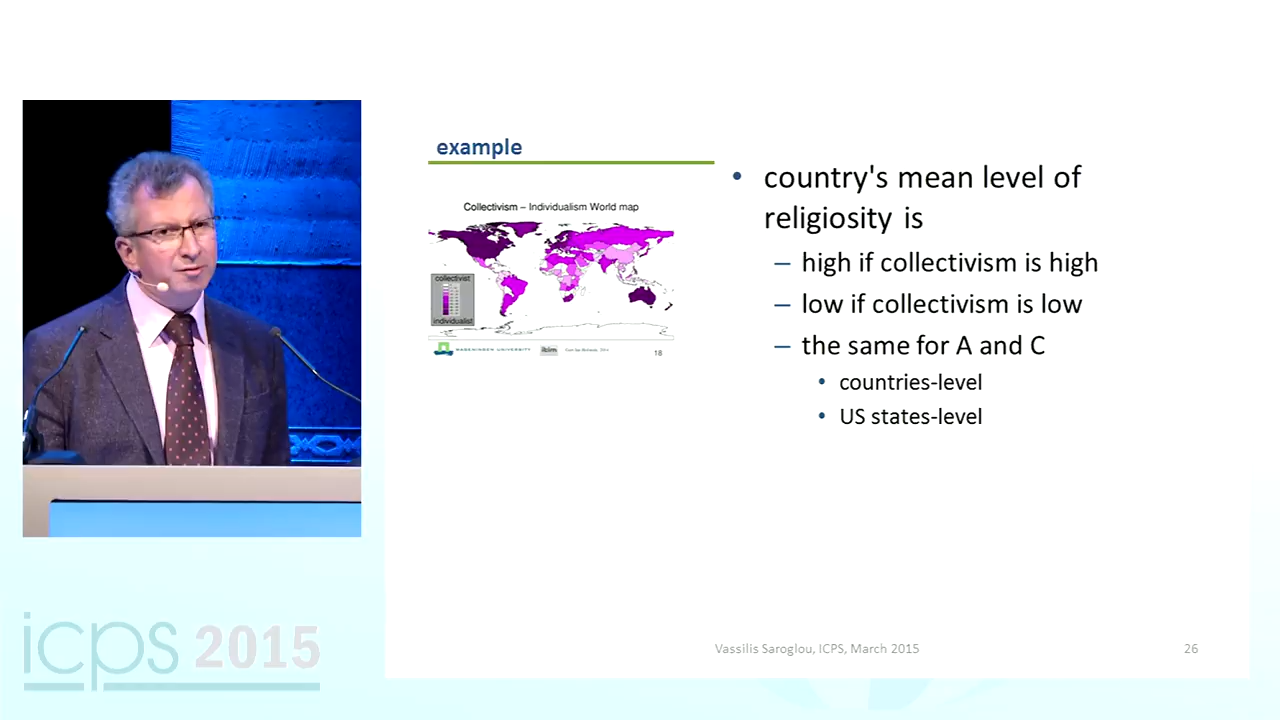 example
Collectivism – Individualism World map
collectivist
individualist
WAGENINGEN UNIVERSITY
18
• country's mean level of
religiosity is
– high if collectivism is high
– low if collectivism is low
– the same for A and C
• countries-level
• US states-level
Vassilis Saroglou, ICPS, March 2015
26
icps 2015